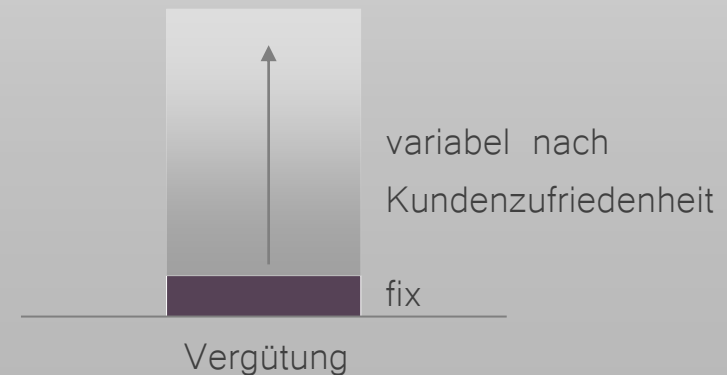 variabel nach
Kundenzufriedenheit
fix
Vergütung